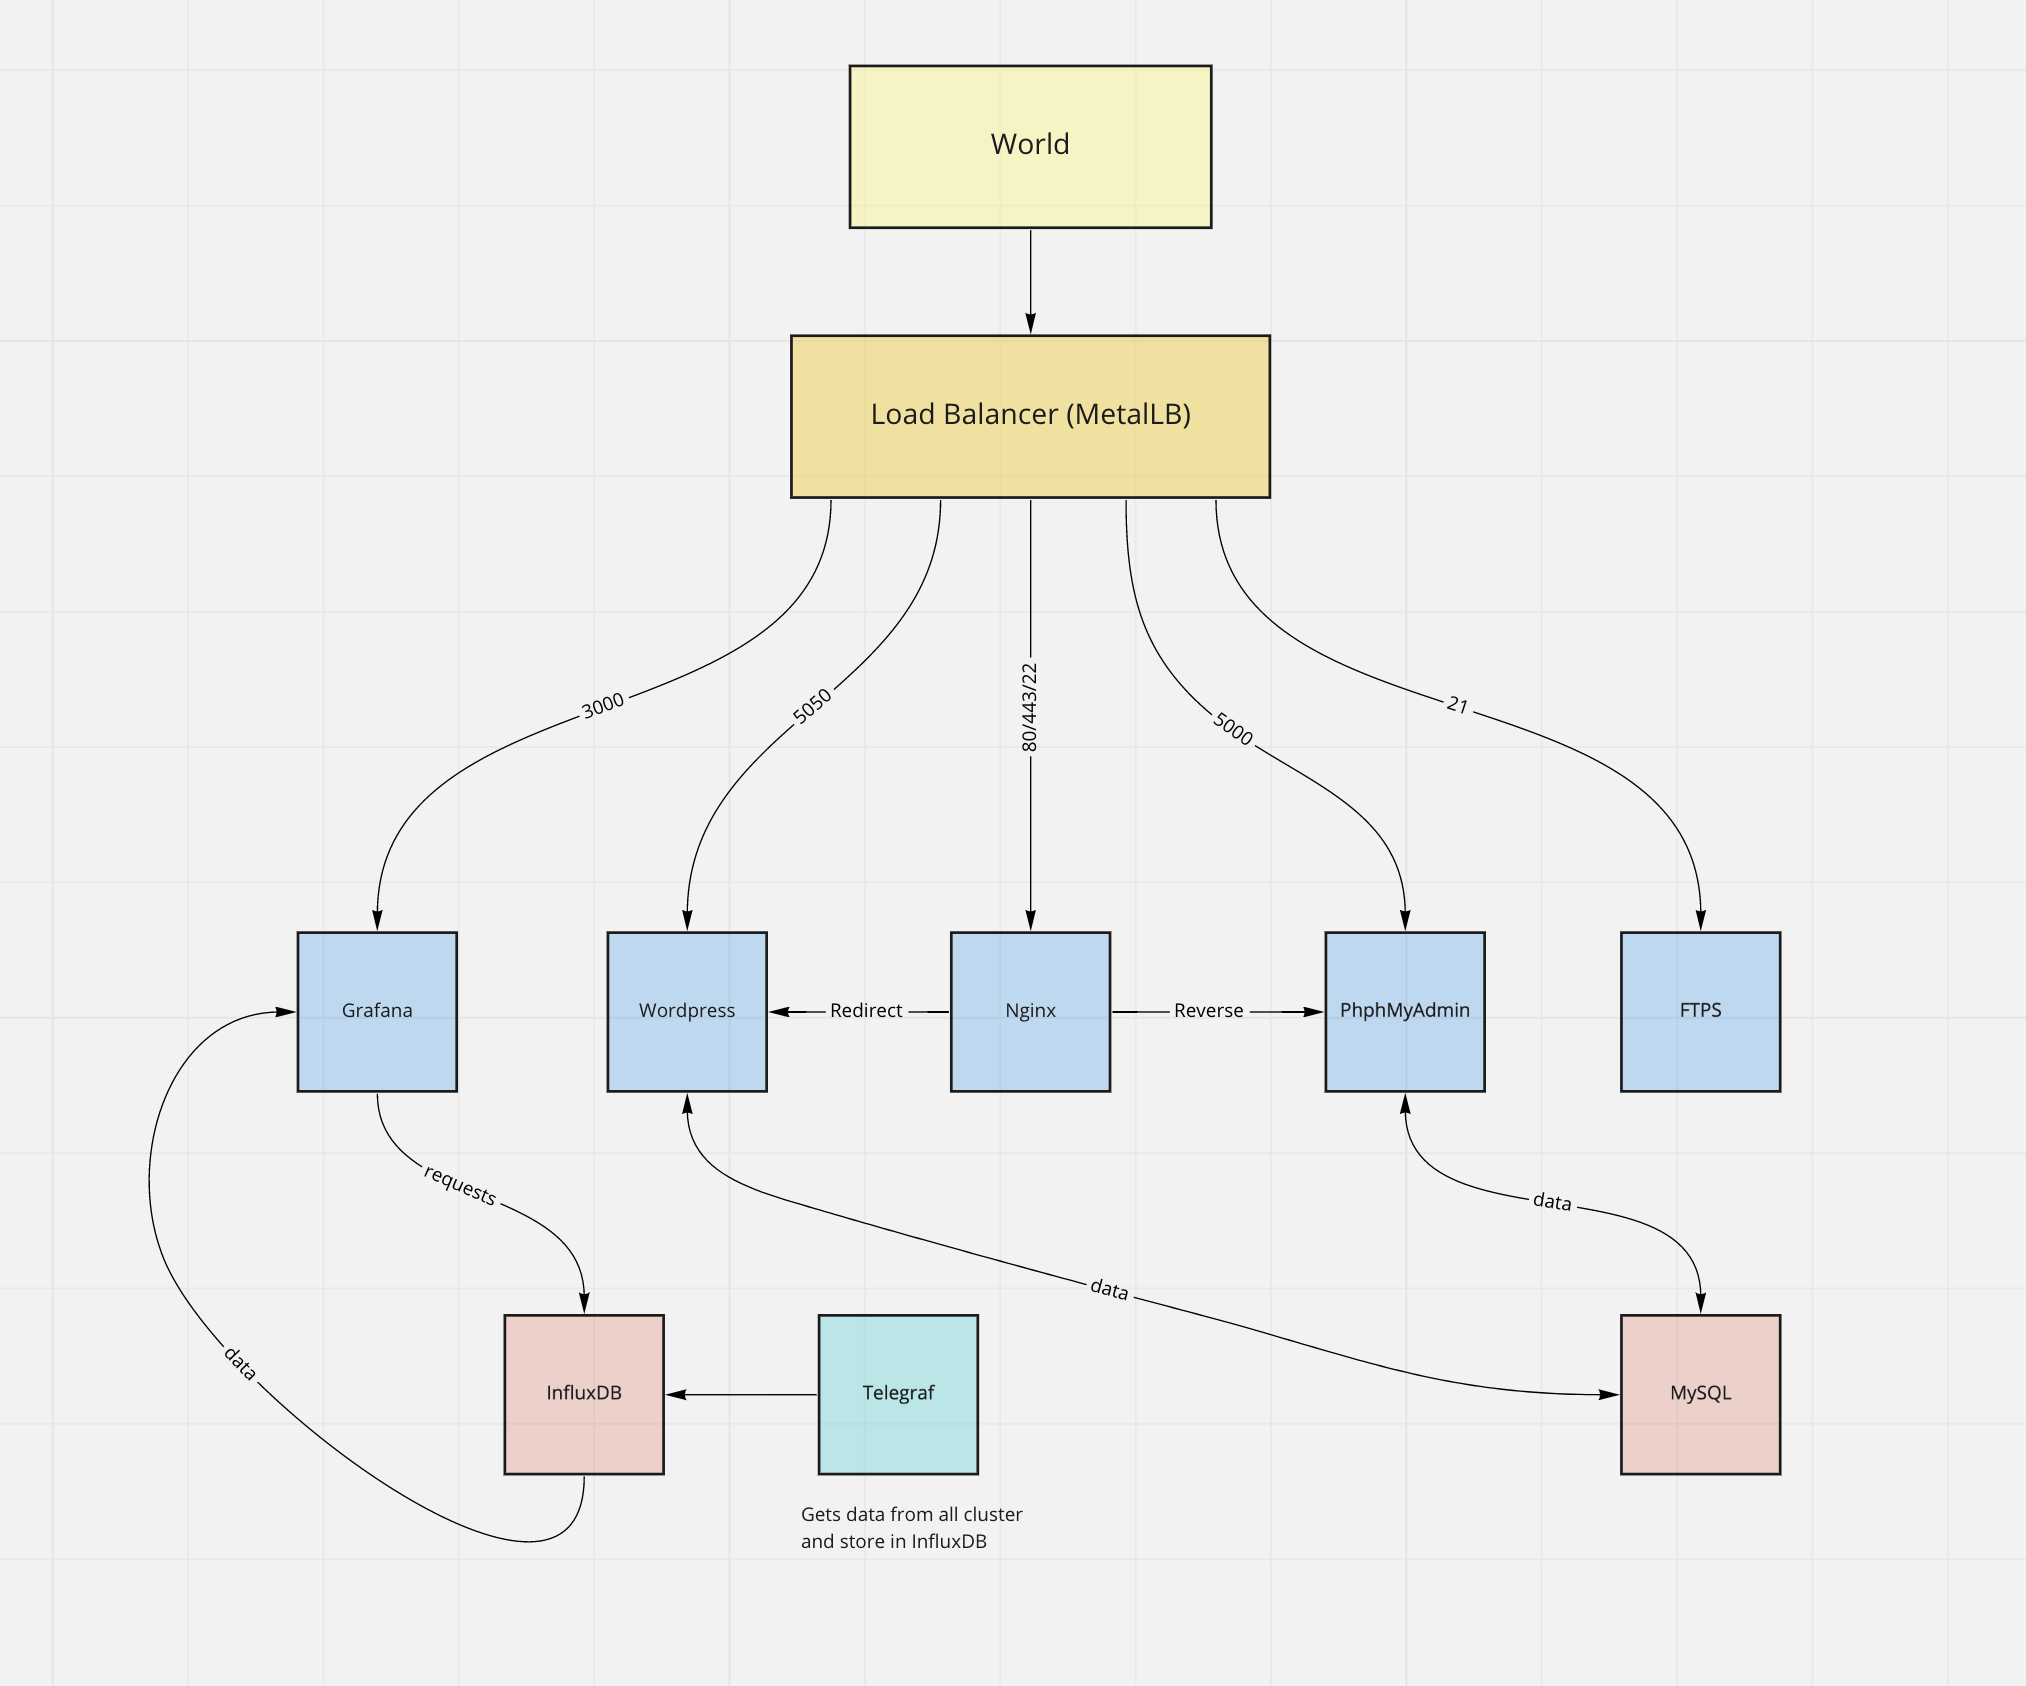 World
Load Balancer (MetalLB)
3000
5050
80/443/22
5000
21
Grafana
Wordpress
Redirect
Nginx
Reverse
PhphMyAdmin
FTPS
requests
data
data
data
InfluxDB
Telegraf
MySQL
Gets data from all cluster
and store in InfluxDB